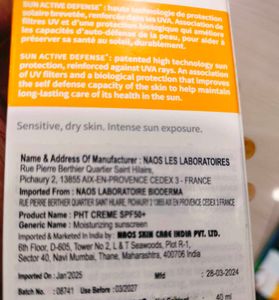 SUN ACTIVE DEFENSE™: haute technologie de protection
solaire brevetée, renforcée dans les UVA. Association de
filtres UV et d'une protection biologique qui améliore
les capacités d'auto-défense de la peau, pour aider à
préserver sa santé au soleil, durablement.
SUN ACTIVE DEFENSE™: patented high technology sun
protection, reinforced against UVA rays. An association
of UV filters and a biological protection that improves
the self defense capacity of the skin to help maintain
long-lasting care of its health in the sun.
Sensitive, dry skin. Intense sun exposure.
Name & Address Of Manufacturer : NAOS LES LABORATOIRES
Rue Pierre Berthier Quartier Saint Hilaire,
Pichaury 2, 13855 AIX-EN-PROVENCE CEDEX 3 - FRANCE
Imported From : NAOS LABORATOIRE BIODERMA
RUE PIERRE BERTHIER QUARTIER SAINT HILAIRE, PICHAURY 2, 13855 AIX EN PROVENCE CEDEX 3 FRANCE
Product Name : PHT CREME SPF50+
Generic Name : Moisturizing sunscreen
Imported & Marketed In India by NAOS SKIN CARE INDIA PVT. LTD.
6th Floor, D-605, Tower No.2, L & T Seawoods, Plot R-1,
Sector 40, Navi Mumbai, Thane, Maharashtra, 400706 India
Imported On :Jan'2025 Mfd : 28-03-2024
Batch No : 08741 Use Before :03/2027
40 ml